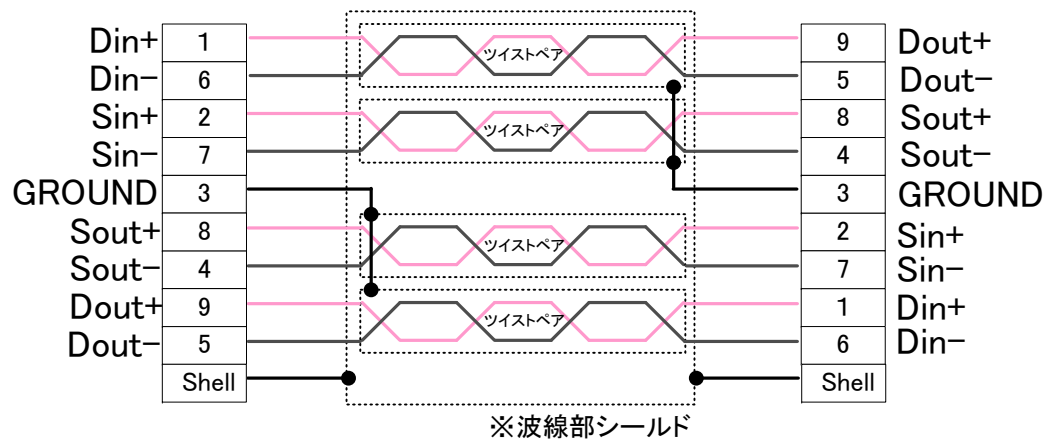 Din+ 1 ツイストペア 9 Dout+
Din− 6 5 Dout−
Sin+ 2 ツイストペア 8 Sout+
Sin− 7 4 Sout−
GROUND 3 3 GROUND
Sout+ 8 ツイストペア 2 Sin+
Sout− 4 7 Sin−
Dout+ 9 ツイストペア 1 Din+
Dout− 5 6 Din−
Shell Shell
※波線部シールド